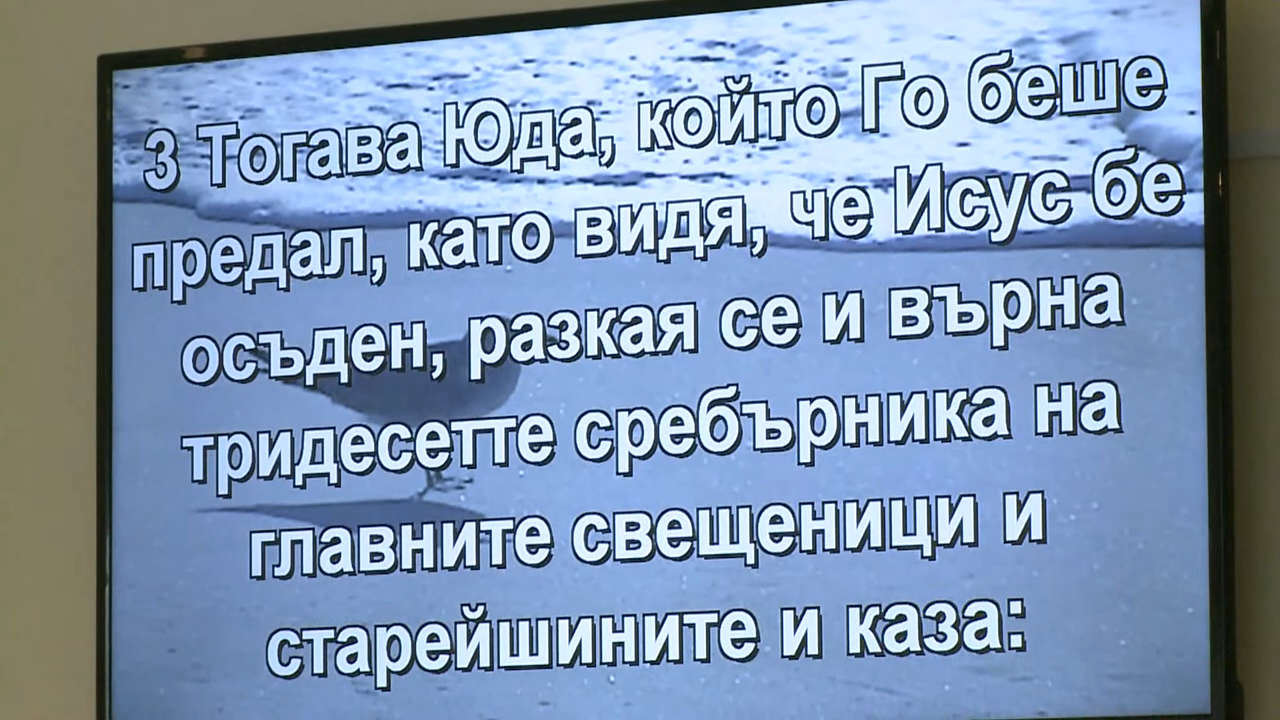 3 Тогава Юда, който Го беше
предал, като видя, че Исус бе
осъден, разкая се и върна
тридесетте сребърника на
главните свещеници и
старейшините и каза: